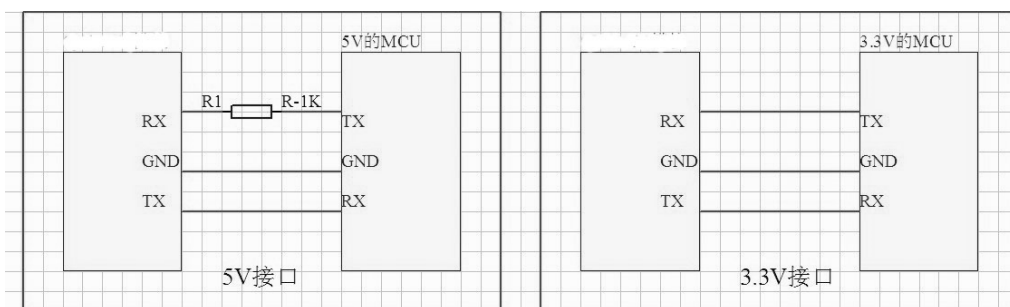 5V的MCU
R1
R-1K
RX
TX
GND
GND
TX
RX
5V接口
3.3V的MCU
RX
TX
GND
GND
TX
RX
3.3V接口